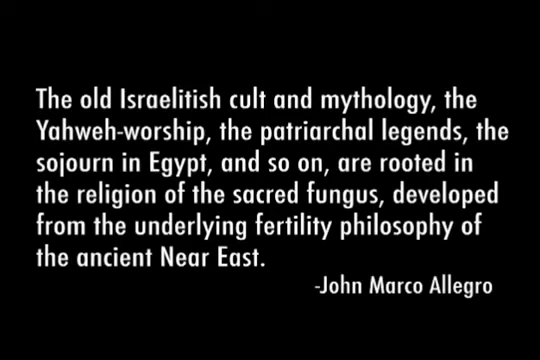 The old Israelitish cult and mythology, the
Yahweh-worship, the patriarchal legends, the
sojourn in Egypt, and so on, are rooted in
the religion of the sacred fungus, developed
from the underlying fertility philosophy of
the ancient Near East.
-John Marco Allegro